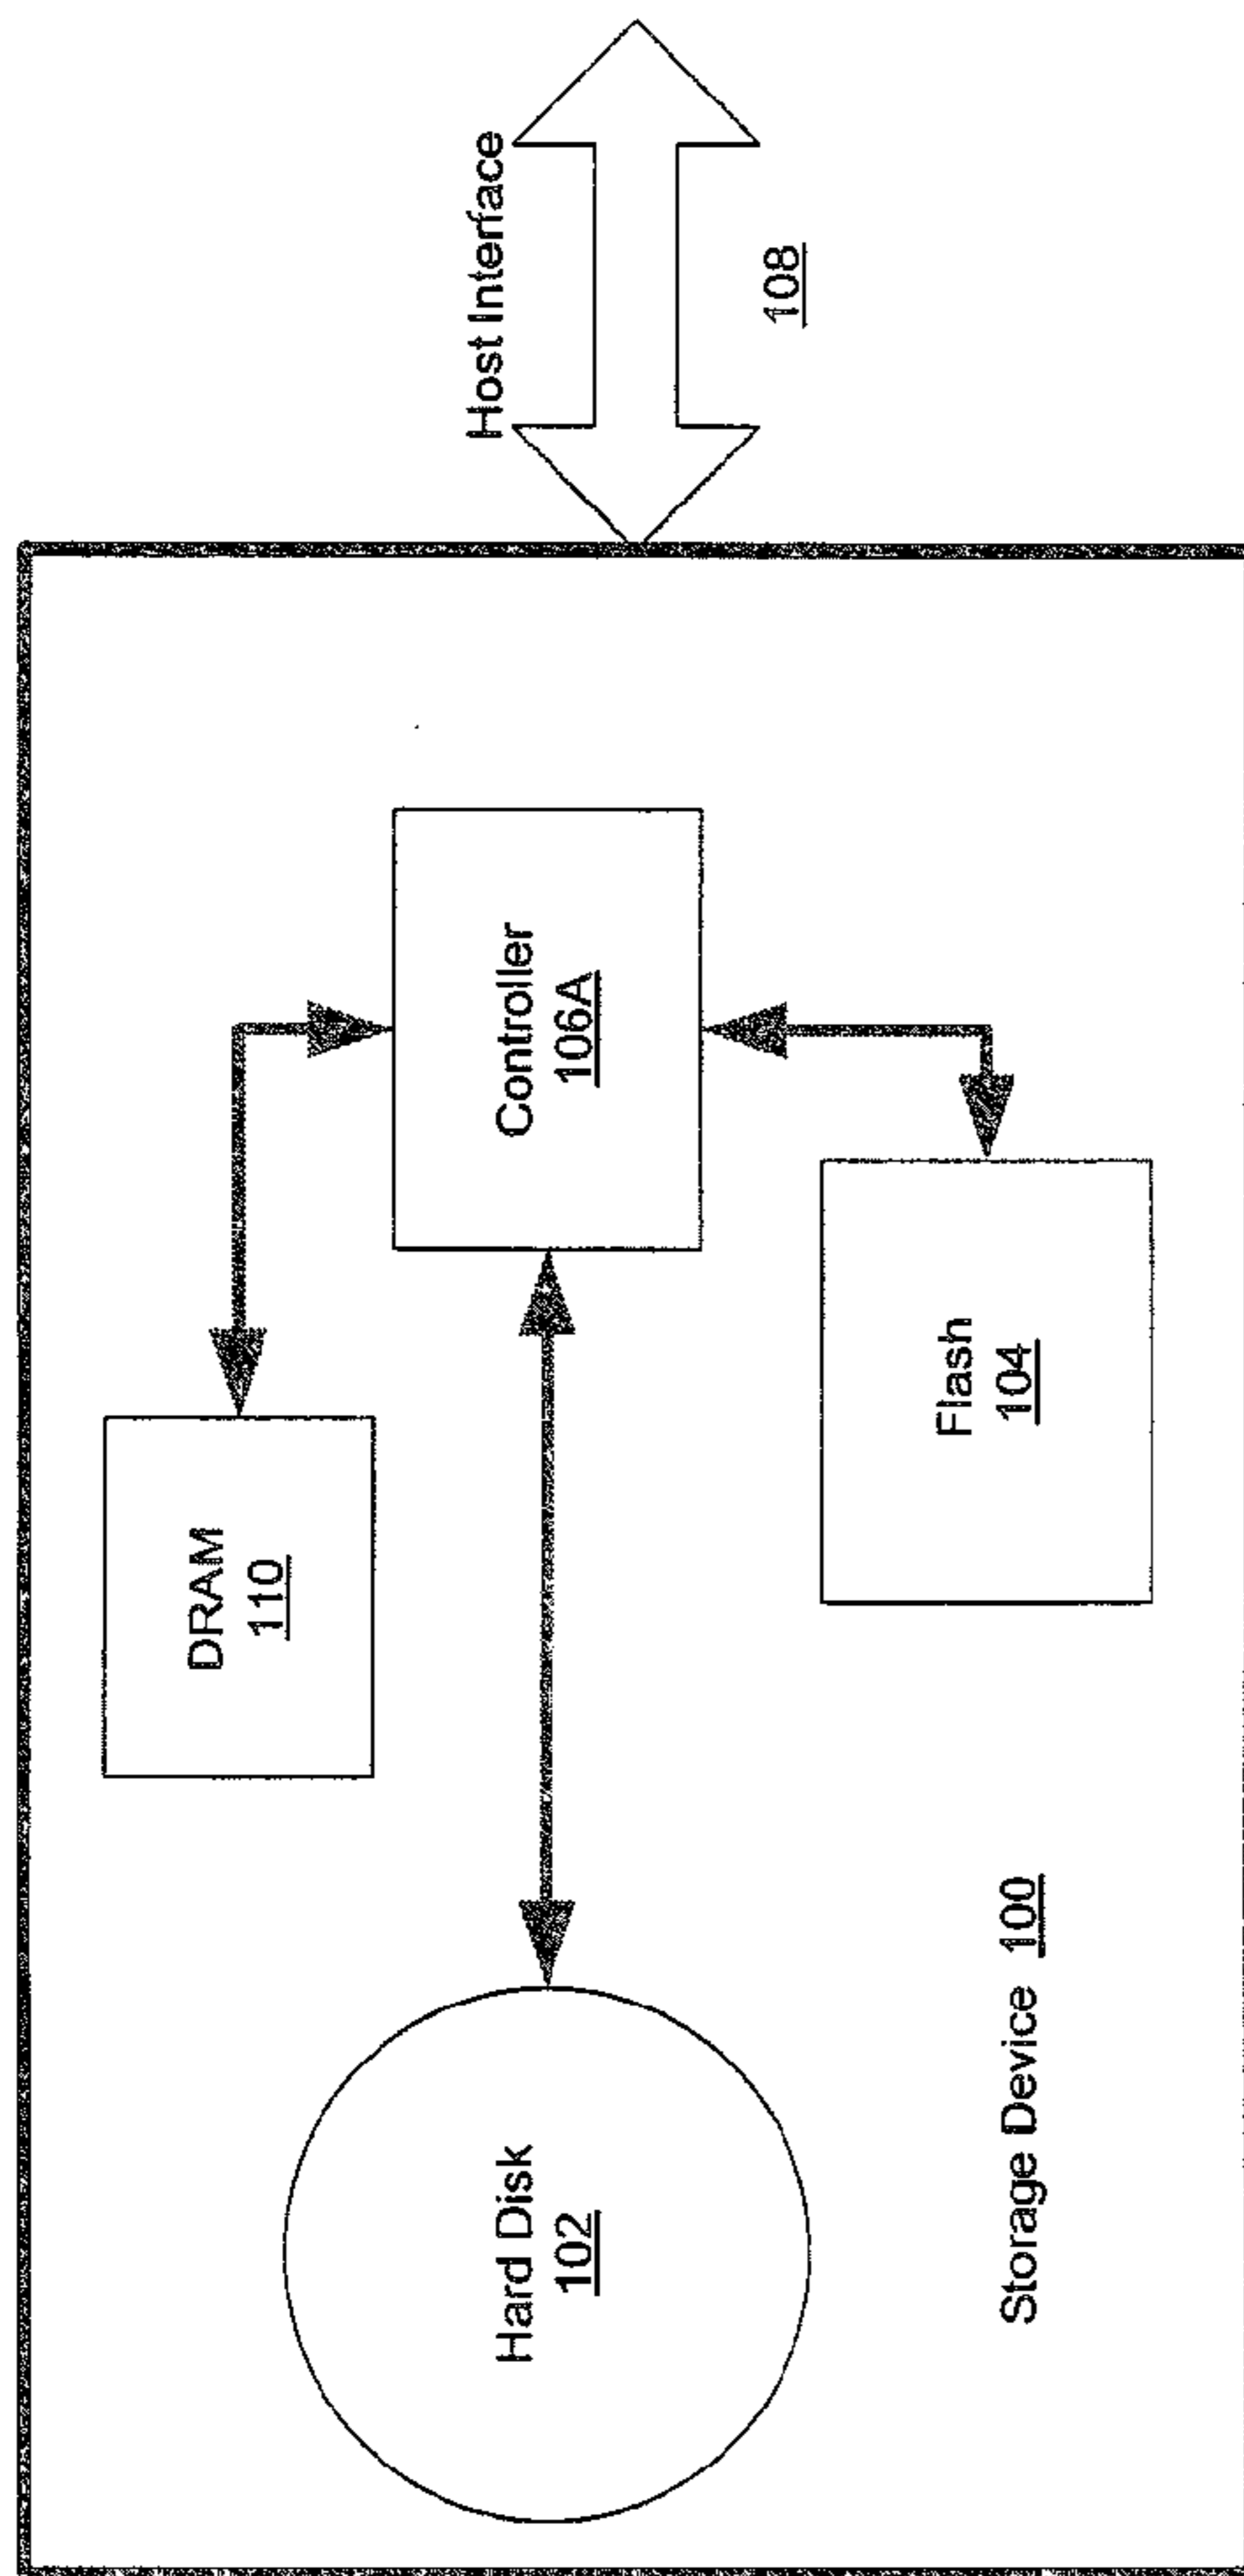 DRAM
110
Host Interface
108
Hard Disk
102
Controller
106A
Flash
104
Storage Device 100